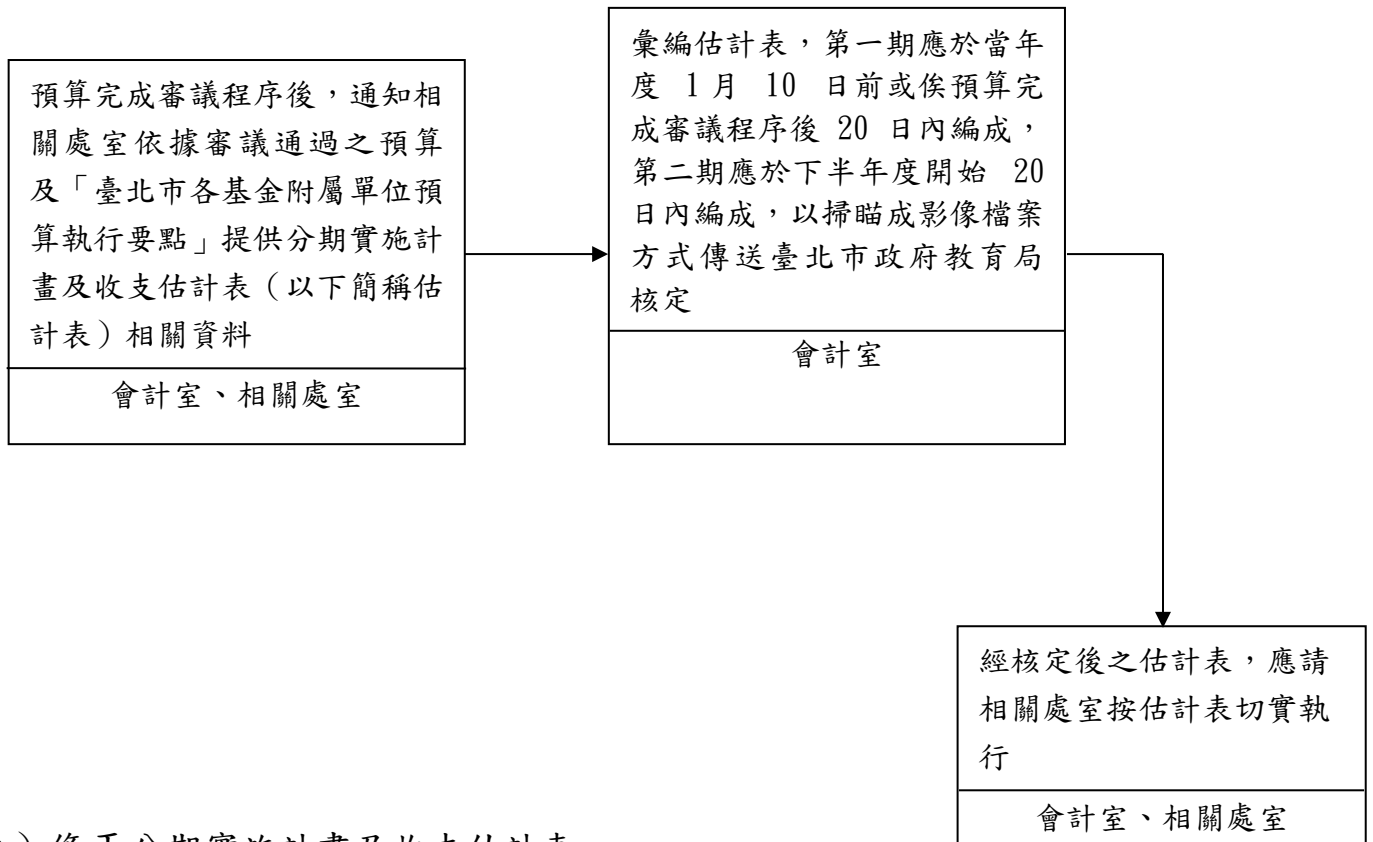 預算完成審議程序後，通知相
關處室依據審議通過之預算
及「臺北市各基金附屬單位預
算執行要點」提供分期實施計
畫及收支估計表（以下簡稱估
計表）相關資料
會計室、相關處室
彙編估計表，第一期應於當年
度 1月 10 日前或俟預算完
成審議程序後 20 日內編成，
第二期應於下半年度開始 20
日內編成，以掃瞄成影像檔案
方式傳送臺北市政府教育局
核定
會計室
經核定後之估計表，應請
相關處室按估計表切實執
行
會計室、相關處室